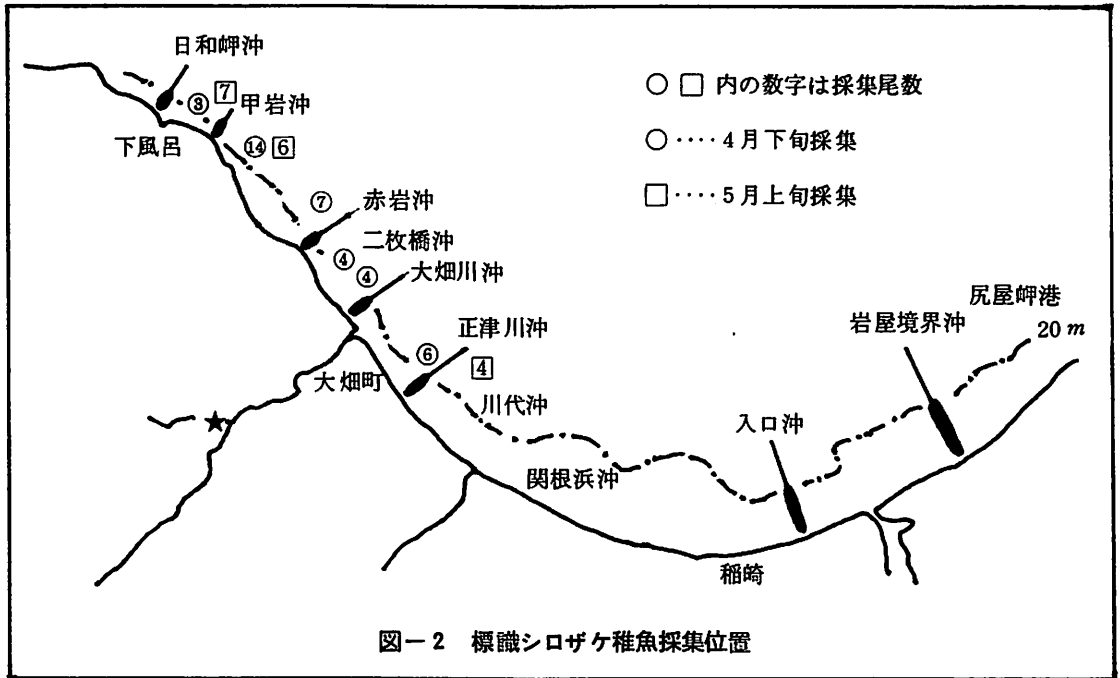 日和岬沖
③
7
甲岩沖
下風呂
⑭
6
⑦
赤岩沖
④
二枚橋沖
④
大畑川沖
⑥
正津川沖
4
大畑町
川代沖
関根浜沖
入口沖
稲崎
岩屋境界沖
尻屋岬港
20 m
○ □ 内の数字は採集尾数
○‥‥4月下旬採集
□‥‥5月上旬採集
図-2 標識シロザケ稚魚採集位置